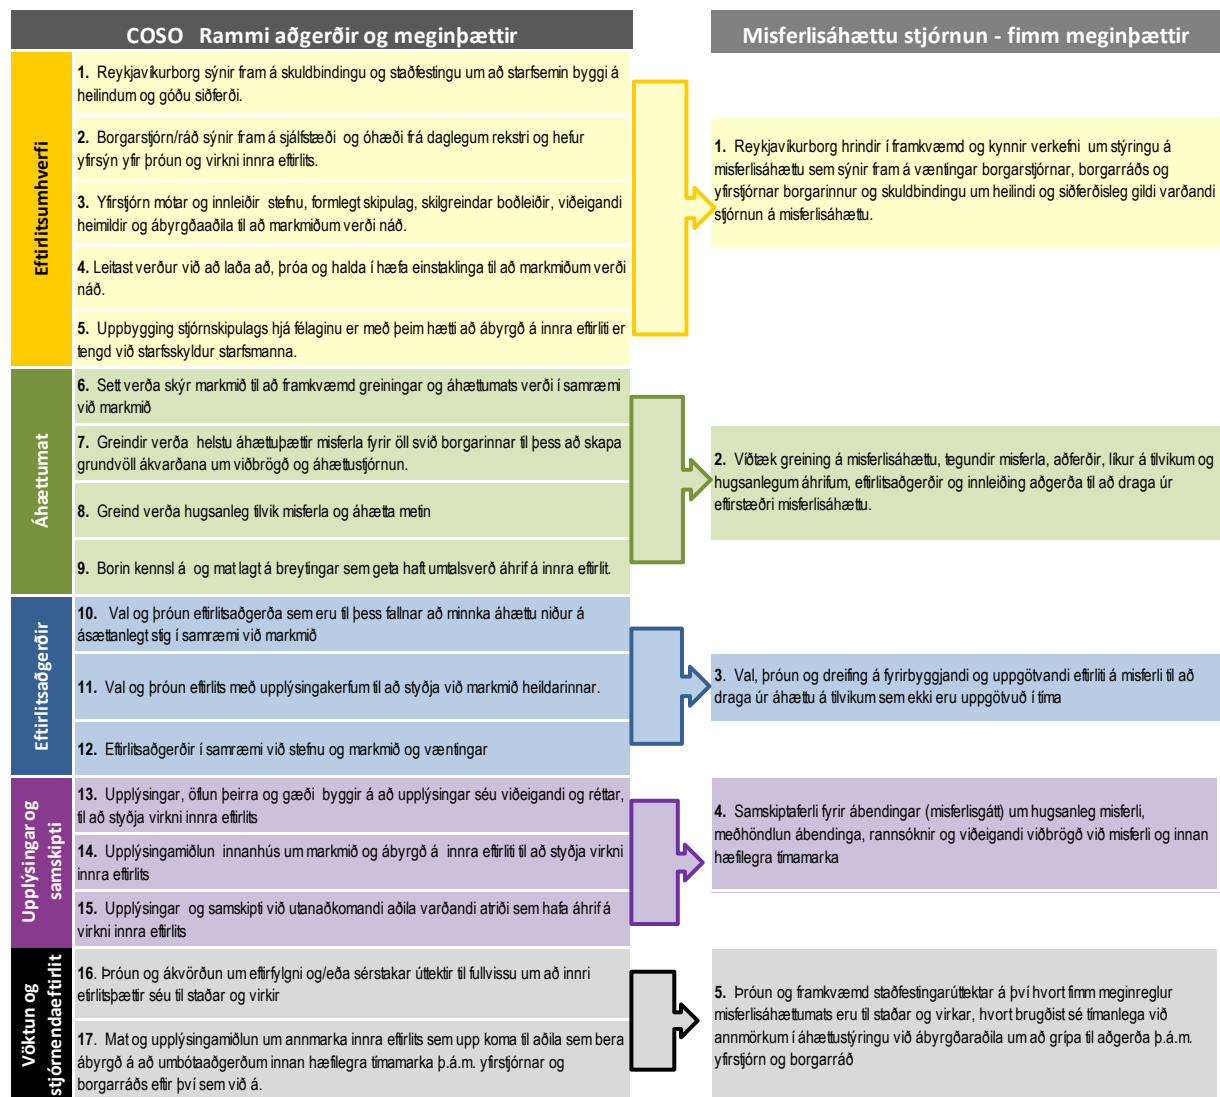 COSO Rammi aðgerðir og meginþættir
Eftirlitsumhverfi
1. Reykjavíkurborg sýnir fram á skuldbindingu og staðfestingu um að starfsemin byggi á
heilindum og góðu siðferði.
2. Borgarstjórn/ráð sýnir fram á sjálfstæði og óhæði frá daglegum rekstri og hefur
yfirsýn yfir þróun og virkni innra eftirlits.
3. Yfirstjórn mótar og innleiðir stefnu, formlegt skipulag, skilgreindar boðleiðir, viðeigandi
heimildir og ábyrgðaraðila til að markmiðum verði náð.
4. Leitast verður við að laða að, þróa og halda í hæfa einstaklinga til að markmiðum verði
náð.
5. Uppbygging stjórnskipulags hjá félaginu er með þeim hætti að ábyrgð á innra eftirliti er
tengd við starfsskyldur starfsmanna.
Áhættumat
6. Sett verða skýr markmið til að framkvæmd greiningar og áhættumats verði í samræmi
við markmið
7. Greindir verða helstu áhættuþættir misferla fyrir öll svið borgarinnar til þess að skapa
grundvöll ákvarðana um viðbrögð og áhættustjórnun.
8. Greind verða hugsanleg tilvik misferla og áhætta metin
9. Borin kennsl á og mat lagt á breytingar sem geta haft umtalsverð áhrif á innra eftirlit.
Eftirlitsaðgerðir
10. Val og þróun eftirlitsaðgerða sem eru til þess fallnar að minnka áhættu niður á
ásættanlegt stig í samræmi við markmið
11. Val og þróun eftirlits með upplýsingakerfum til að styðja við markmið heildarinnar.
12. Eftirlitsaðgerðir í samræmi við stefnu og markmið og væntingar
Upplýsingar og
samskipti
13. Upplýsingar, öflun þeirra og gæði byggir á að upplýsingar séu viðeigandi og réttar,
til að styðja virkni innra eftirlits
14. Upplýsingamiðlun innanhús um markmið og ábyrgð á innra eftirliti til að styðja virkni
innra eftirlits
15. Upplýsingar og samskipti við utanaðkomandi aðila varðandi atriði sem hafa áhrif á
virkni innra eftirlits
Vöktun og
stjórnendaeftirlit
16. Þróun og ákvörðun um eftirfylgni og/eða sérstakar úttektir til fullvissu um að innri
etirlitsþættir séu til staðar og virkir
17. Mat og upplýsingamiðlun um annmarka innra eftirlits sem upp koma til aðila sem bera
ábyrgð á að umbótaaðgerðum innan hæfilegra tímamarka þ.á.m. yfirstjórnar og
borgarráðs eftir því sem við á.
Misferlisáhættu stjórnun - fimm meginþættir
1. Reykjavíkurborg hrindir í framkvæmd og kynnir verkefni um stýringu á
misferlisáhættu sem sýnir fram á væntingar borgarstjórnar, borgarráðs og
yfirstjórnar borgarinnur og skuldbindingu um heilindi og siðferðisleg gildi varðandi
stjórnun á misferlisáhættu.
2. Víðtæk greining á misferlisáhættu, tegundir misferla, aðferðir, líkur á tilvikum og
hugsanlegum áhrifum, eftirlitsaðgerðir og innleiðing aðgerða til að draga úr
eftirstæðri misferlisáhættu.
3. Val, þróun og dreifing á fyrirbyggjandi og uppgötvandi eftirliti á misferli til að
draga úr áhættu á tilvikum sem ekki eru uppgötvuð í tíma
4. Samskiptaferli fyrir ábendingar (misferlisgátt) um hugsanleg misferli,
meðhöndlun ábendinga, rannsóknir og viðeigandi viðbrögð við misferli og innan
hæfilegra tímamarka
5. Þróun og framkvæmd staðfestingarúttektar á því hvort fimm meginreglur
misferlisáhættumats eru til staðar og virkar, hvort brugðist sé tímanlega við
annmörkum í áhættustýringu við ábyrgðaraðila um að grípa til aðgerða þ.á.m.
yfirstjórn og borgarráð